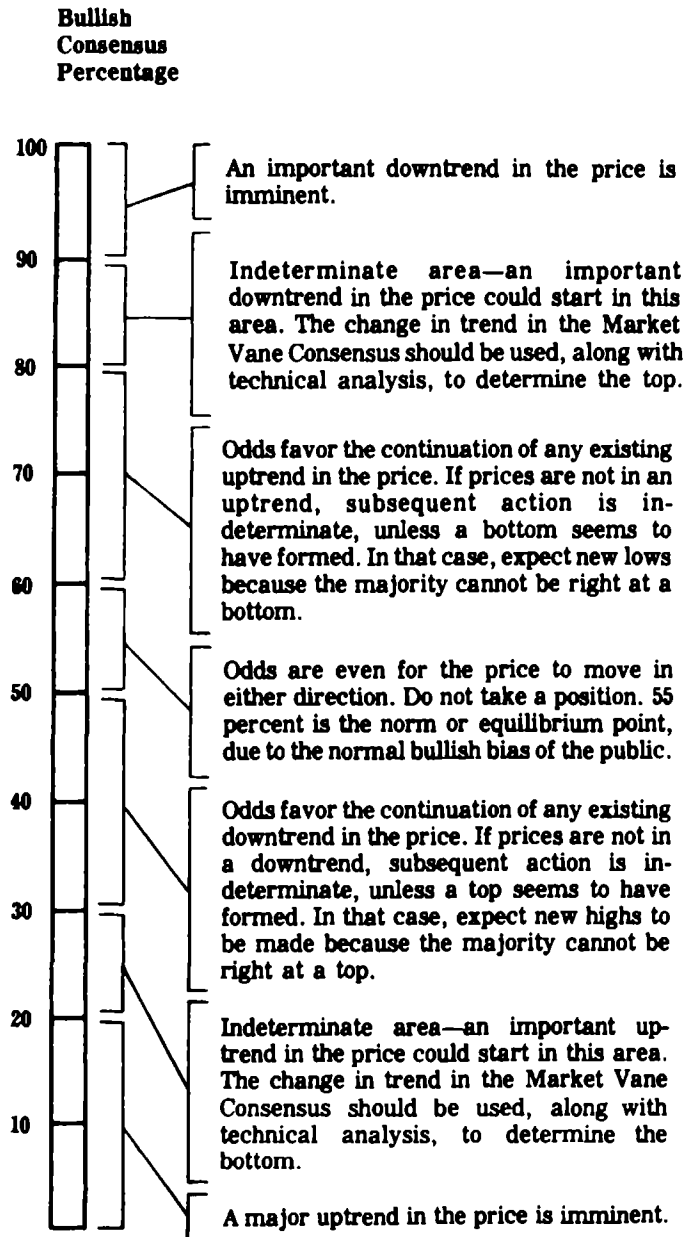 Bullish
Consensus
Percentage
100
An important downtrend in the price is
imminent.
90
Indeterminate area—an important
downtrend in the price could start in this
area. The change in trend in the Market
Vane Consensus should be used, along with
technical analysis, to determine the top.
80
Odds favor the continuation of any existing
uptrend in the price. If prices are not in an
uptrend, subsequent action is in-
determinate, unless a bottom seems to
have formed. In that case, expect new lows
because the majority cannot be right at a
bottom.
70
60
Odds are even for the price to move in
either direction. Do not take a position. 55
percent is the norm or equilibrium point,
due to the normal bullish bias of the public.
50
Odds favor the continuation of any existing
downtrend in the price. If prices are not in
a downtrend, subsequent action is in-
determinate, unless a top seems to have
formed. In that case, expect new highs to
be made because the majority cannot be
right at a top.
40
30
Indeterminate area—an important up-
trend in the price could start in this area.
The change in trend in the Market Vane
Consensus should be used, along with
technical analysis, to determine the
bottom.
20
10
A major uptrend in the price is imminent.